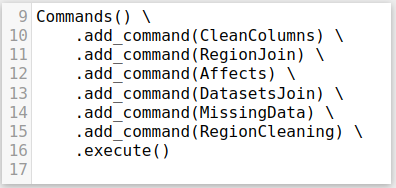 9 Commands() \
10     .add_command(CleanColumns) \
11     .add_command(RegionJoin) \
12     .add_command(Affects) \
13     .add_command(DatasetsJoin) \
14     .add_command(MissingData) \
15     .add_command(RegionCleaning) \
16     .execute()
17